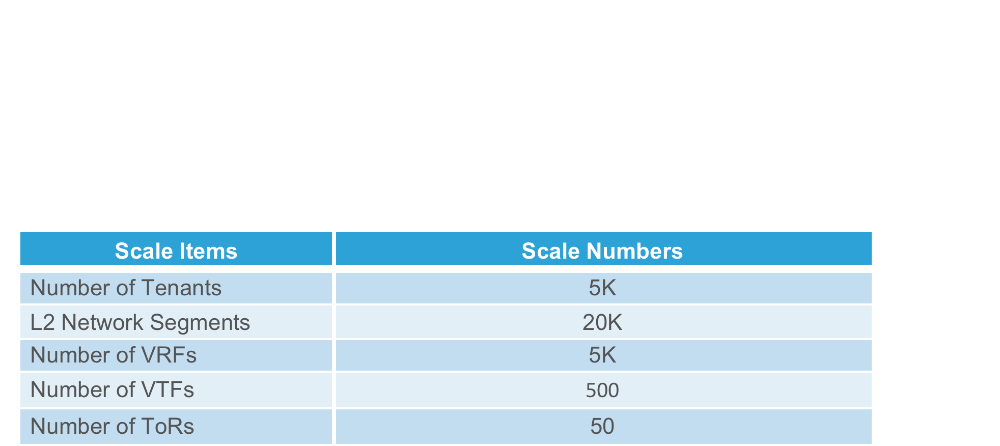 Scale Items Scale Numbers
Number of Tenants 5K
L2 Network Segments 20K
Number of VRFs 5K
Number of VTFs 500
Number of ToRs 50